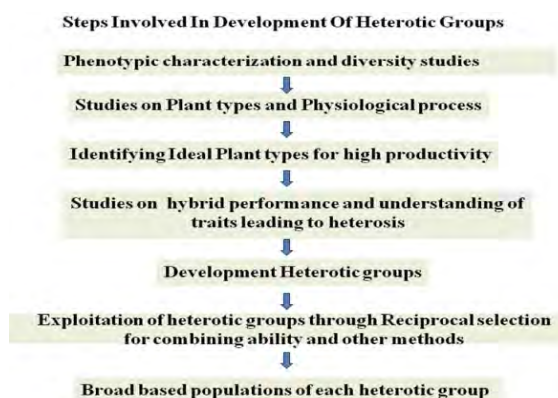 Steps Involved In Development Of Heterotic Groups
Phenotypic characterization and diversity studies
Studies on Plant types and Physiological process
Identifying Ideal Plant types for high productivity
Studies on hybrid performance and understanding of
traits leading to heterosis
Development Heterotic groups
Exploitation of heterotic groups through Reciprocal selection
for combining ability and other methods
Broad based populations of each heterotic group